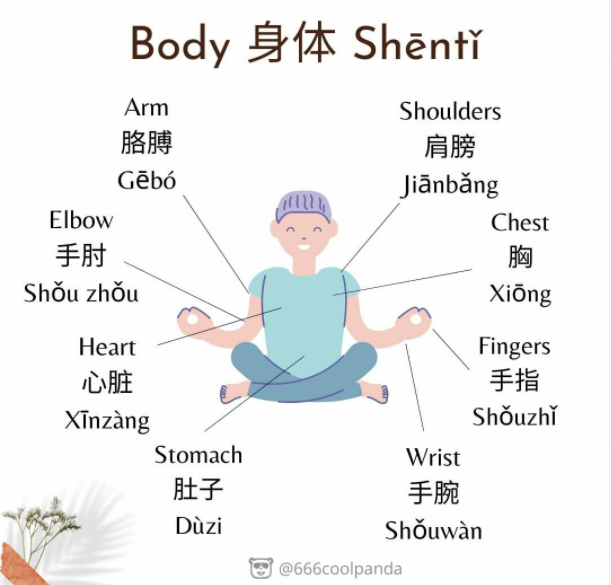 Body 身体 Shēntǐ
Arm
胳膊
Gēbó
Shoulders
肩膀
Jiānbǎng
Elbow
手肘
Shǒu zhǒu
Chest
胸
Xiōng
Heart
心脏
Xīnzàng
Fingers
手指
Shǒuzhǐ
Stomach
肚子
Dùzi
Wrist
手腕
Shǒuwàn
@666coolpanda